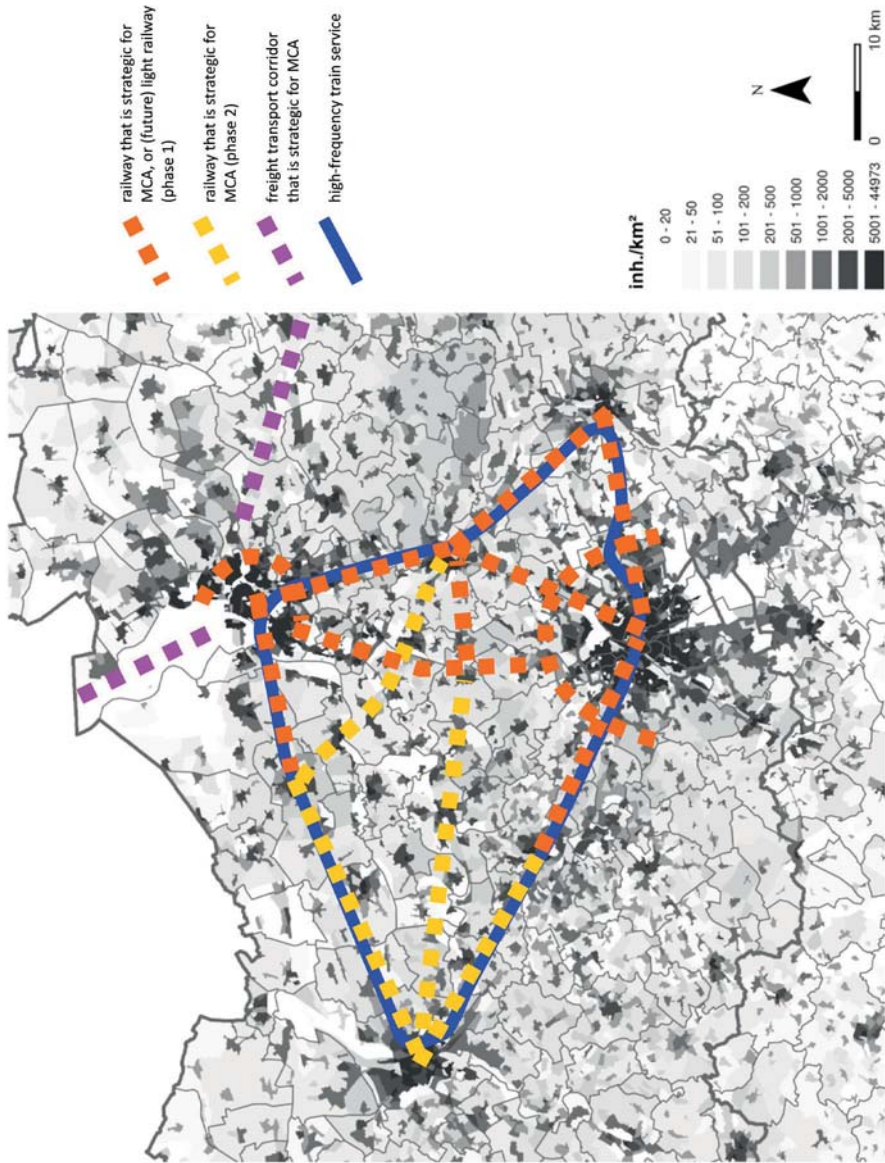 railway that is strategic for
MCA, or (future) light railway
(phase 1)
railway that is strategic for
MCA (phase 2)
freight transport corridor
that is strategic for MCA
high-frequency train service
inh./km²
0 - 20
21 - 50
51 - 100
101 - 200
201 - 500
501 - 1000
1001 - 2000
2001 - 5000
5001 - 44973
N
0
10 km